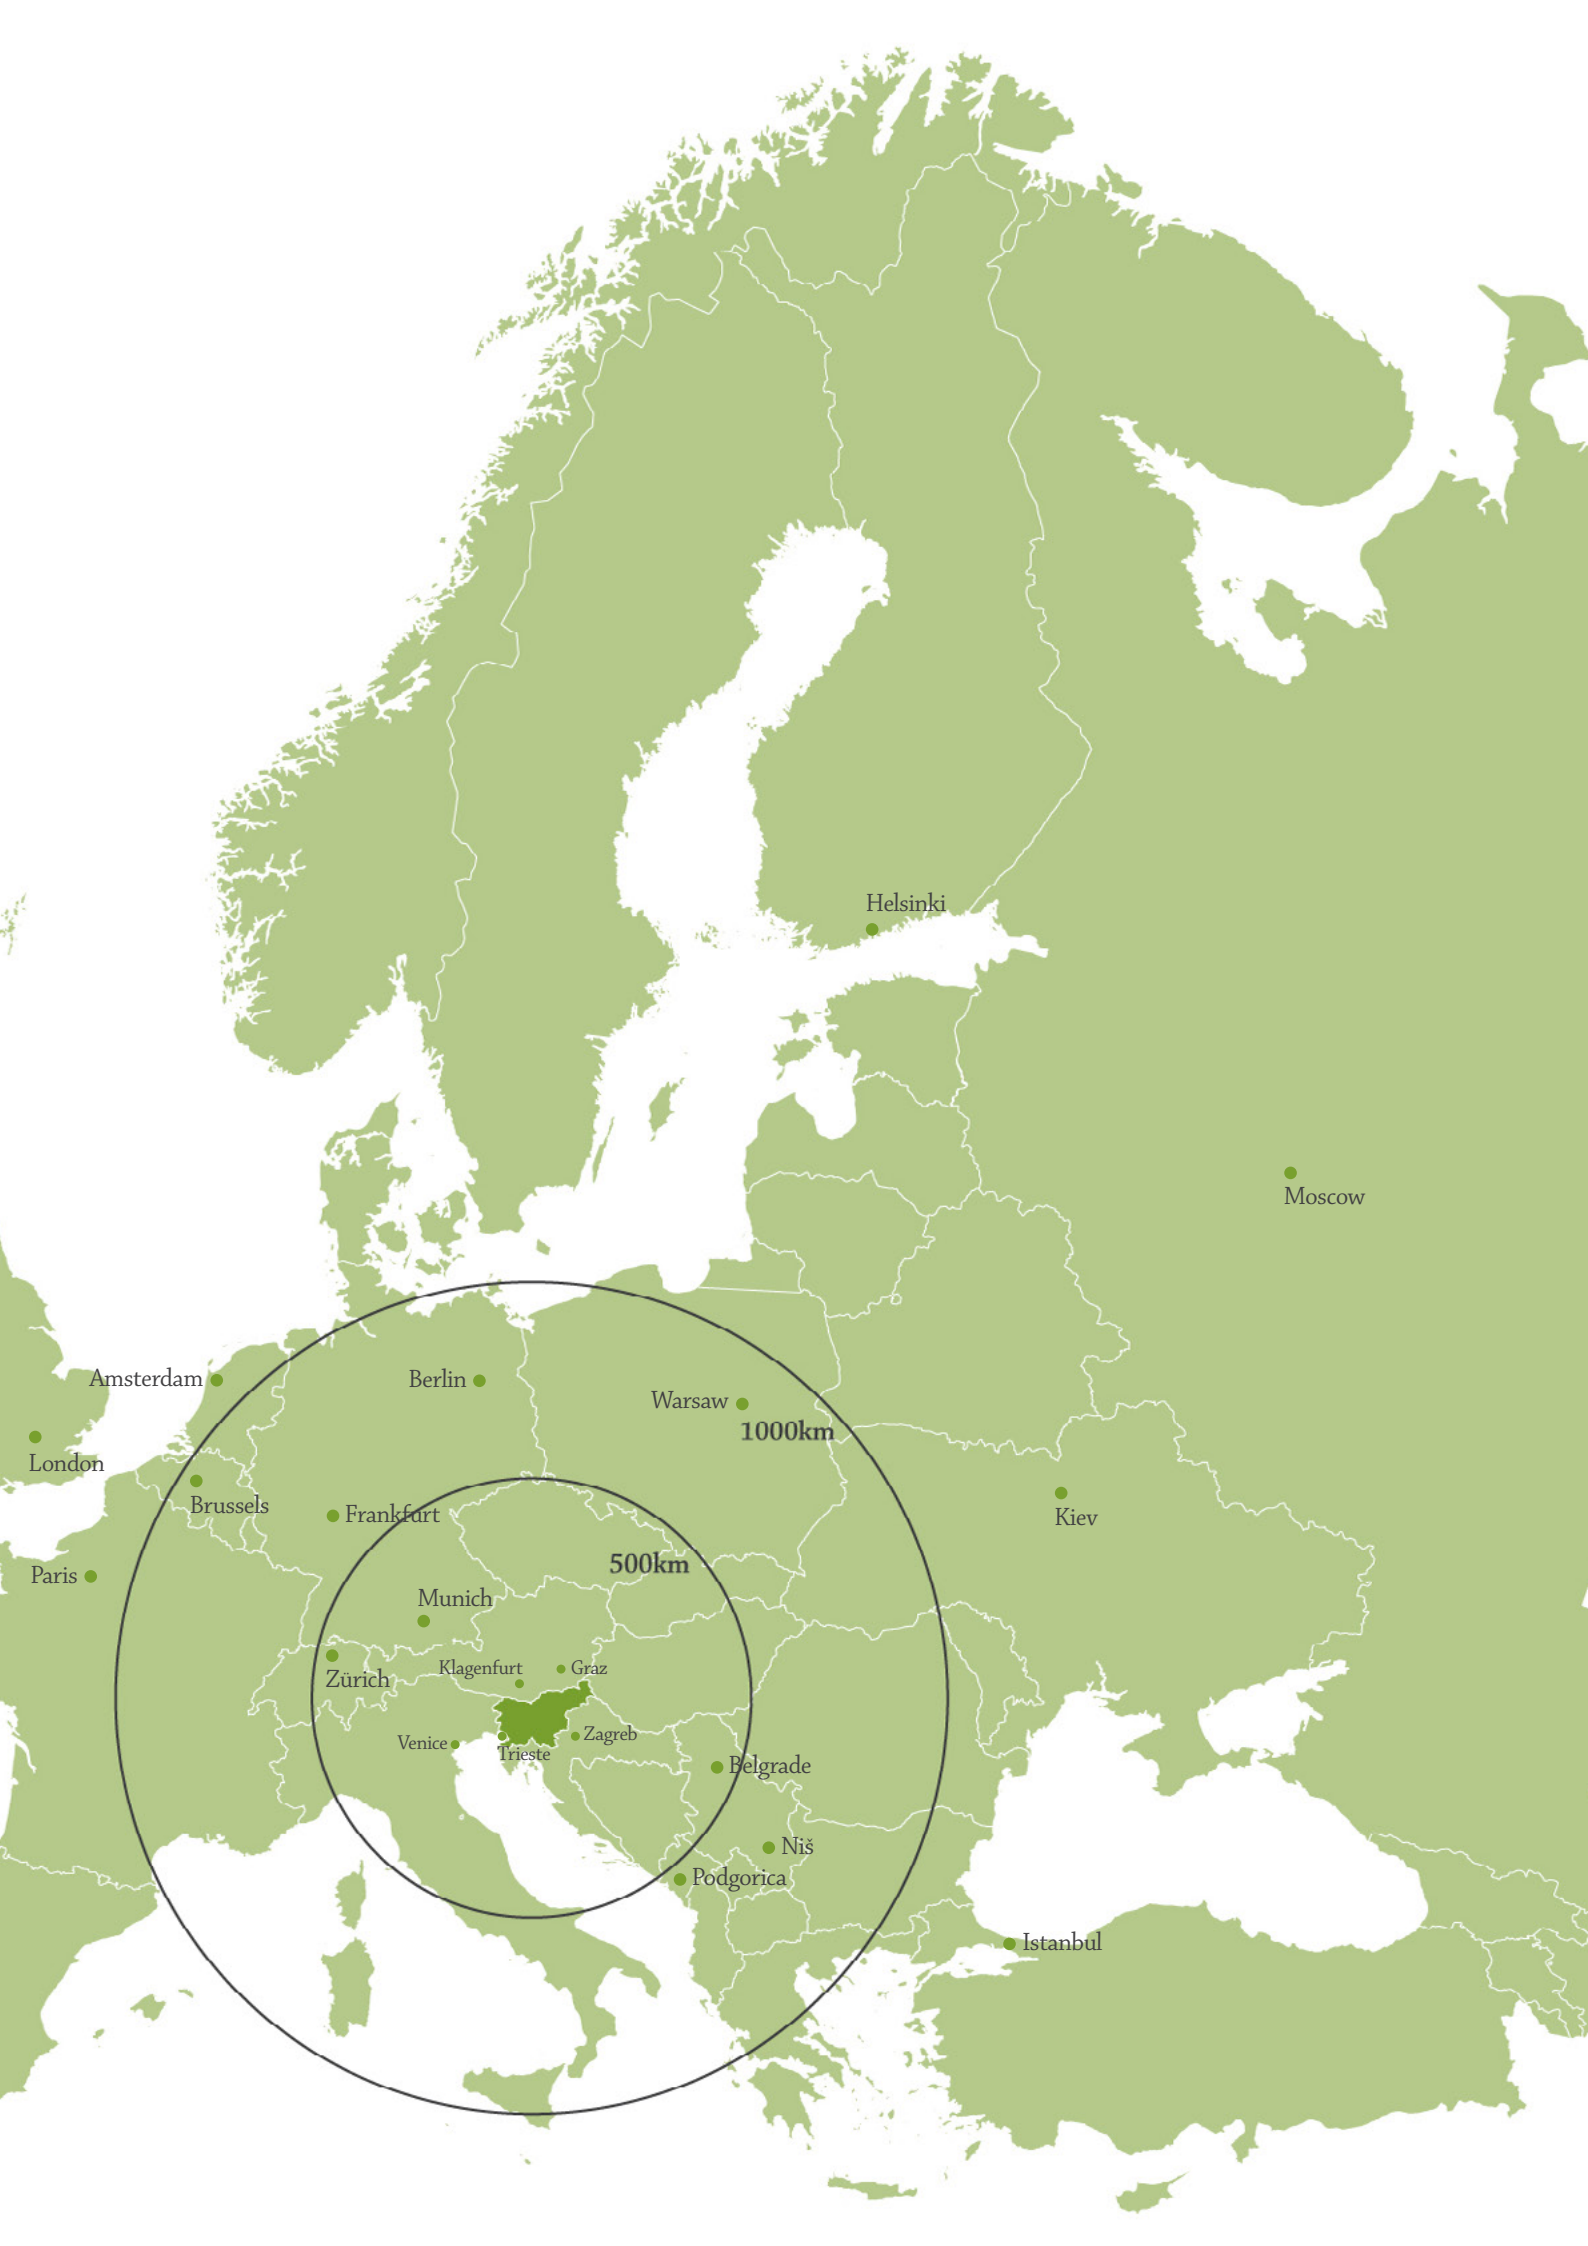 Helsinki
Moscow
Amsterdam
Berlin
Warsaw
1000km
London
Brussels
Frankfurt
Kiev
500km
Paris
Munich
Zürich
Klagenfurt
Graz
Venice
Trieste
Zagreb
Belgrade
Niš
Podgorica
Istanbul